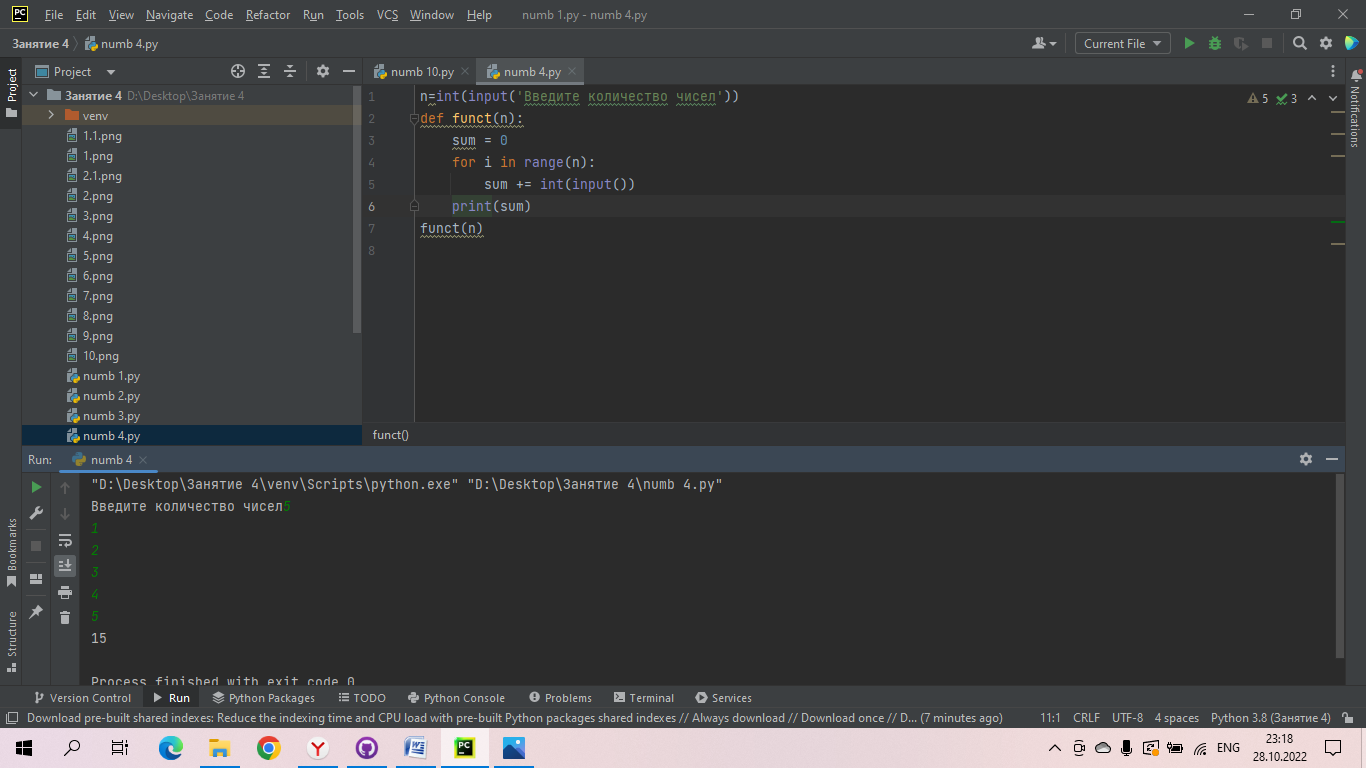 File Edit View Navigate Code Refactor Run Tools VCS Window Help numb 1.py - numb 4.py
Занятие 4 numb 4.py Current File
Project
Project
numb 10.py numb 4.py
Занятие 4 D:\Desktop\Занятие 4
venv
1.1.png
1.png
2.1.png
2.png
3.png
4.png
5.png
6.png
7.png
8.png
9.png
10.png
numb 1.py
numb 2.py
numb 3.py
numb 4.py
1 n=int(input('Введите количество чисел'))
2 def funct(n):
3 sum = 0
4 for i in range(n):
5 sum += int(input())
6 print(sum)
7 funct(n)
8
5 3
Notifications
funct()
Run: numb 4
"D:\Desktop\Занятие 4\venv\Scripts\python.exe" "D:\Desktop\Занятие 4\numb 4.py"
Введите количество чисел5
1
2
3
4
5
15
Process finished with exit code 0
Bookmarks
Structure
Version Control Run Python Packages TODO Python Console Problems Terminal Services
Download pre-built shared indexes: Reduce the indexing time and CPU load with pre-built Python packages shared indexes // Always download // Download once // D... (7 minutes ago) 11:1 CRLF UTF-8 4 spaces Python 3.8 (Занятие 4)
ENG
23:18
28.10.2022